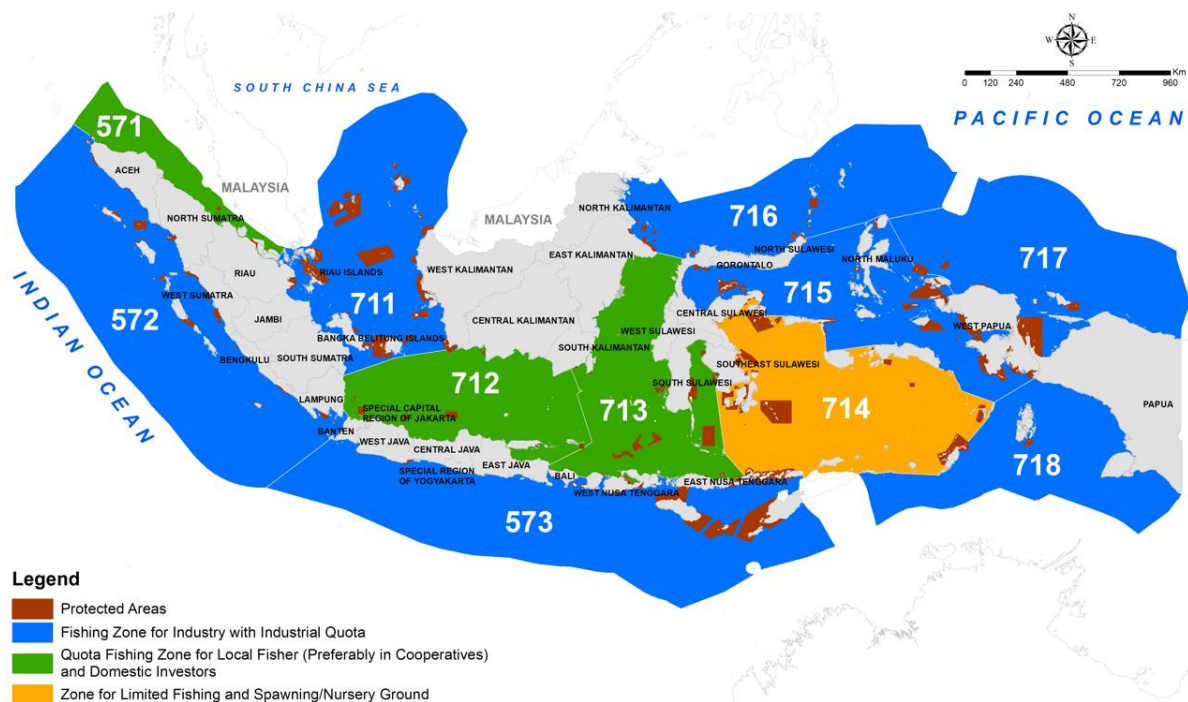 N
W
E
S
Km
0
120
240
480
720
960
SOUTH CHINA SEA
PACIFIC OCEAN
571
ACEH
MALAYSIA
NORTH SUMATRA
MALAYSIA
NORTH KALIMANTAN
716
NORTH SULAWESI
717
EAST KALIMANTAN
GORONTALO
NORTH MALUKU
RIAU
RIAU ISLANDS
WEST KALIMANTAN
715
INDIAN OCEAN
572
WEST SUMATRA
711
JAMBI
CENTRAL KALIMANTAN
CENTRAL SULAWESI
WEST SULAWESI
WEST PAPUA
BANGKA BELITUNG ISLANDS
SOUTH KALIMANTAN
BENGKULU
SOUTH SUMATRA
712
SOUTHEAST SULAWESI
SOUTH SULAWESI
LAMPUNG
713
714
PAPUA
SPECIAL CAPITAL
REGION OF JAKARTA
BANTEN
WEST JAVA
CENTRAL JAVA
EAST JAVA
SPECIAL REGION
OF YOGYAKARTA
BALI
WEST NUSA TENGGARA
EAST NUSA TENGGARA
718
573
Legend
Protected Areas
Fishing Zone for Industry with Industrial Quota
Quota Fishing Zone for Local Fisher (Preferably in Cooperatives)
and Domestic Investors
Zone for Limited Fishing and Spawning/Nursery Ground